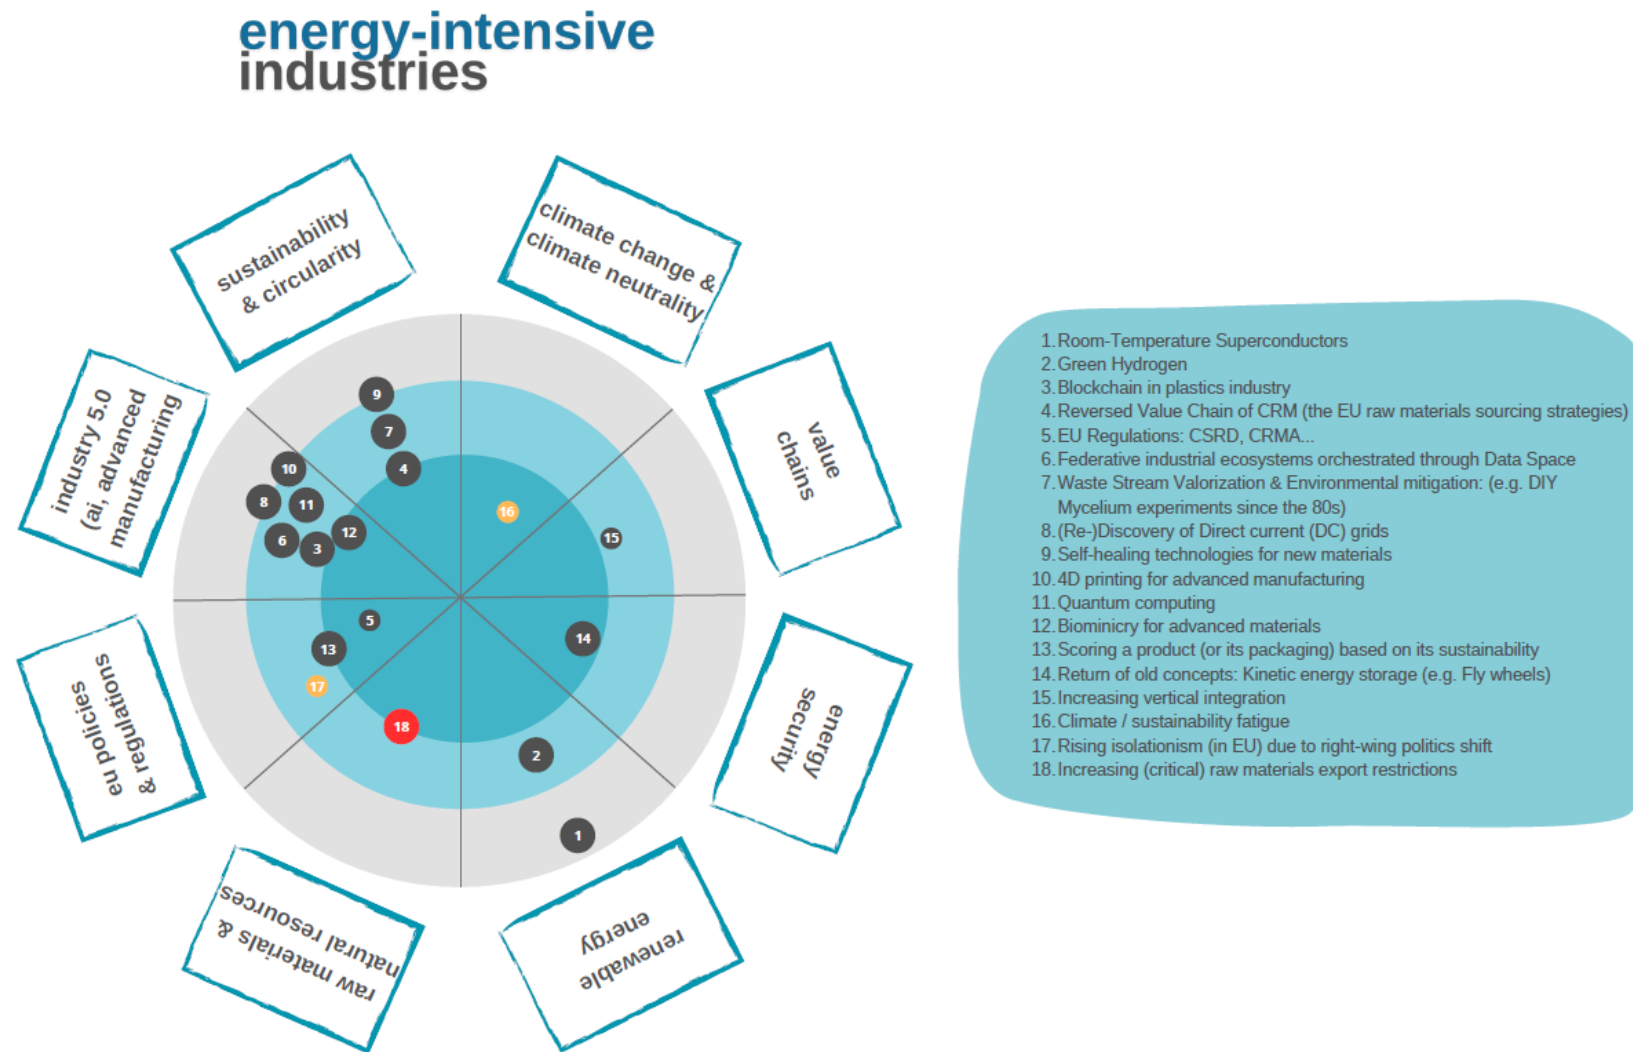 energy-intensive
industries
sustainability
& circularity
climate change &
climate neutrality
industry 5.0
(ai, advanced
manufacturing
value
chains
eu policies
& regulations
energy
security
raw materials &
natural resources
renewable
energy
9
7
4
10
8
11
12
6
3
16
15
5
13
17
18
14
2
1
1. Room-Temperature Superconductors
2. Green Hydrogen
3. Blockchain in plastics industry
4. Reversed Value Chain of CRM (the EU raw materials sourcing strategies)
5. EU Regulations: CSRD, CRMA...
6. Federative industrial ecosystems orchestrated through Data Space
7. Waste Stream Valorization & Environmental mitigation: (e.g. DIY
Mycelium experiments since the 80s)
8. (Re-)Discovery of Direct current (DC) grids
9. Self-healing technologies for new materials
10. 4D printing for advanced manufacturing
11. Quantum computing
12. Biominicry for advanced materials
13. Scoring a product (or its packaging) based on its sustainability
14. Return of old concepts: Kinetic energy storage (e.g. Fly wheels)
15. Increasing vertical integration
16. Climate / sustainability fatigue
17. Rising isolationism (in EU) due to right-wing politics shift
18. Increasing (critical) raw materials export restrictions